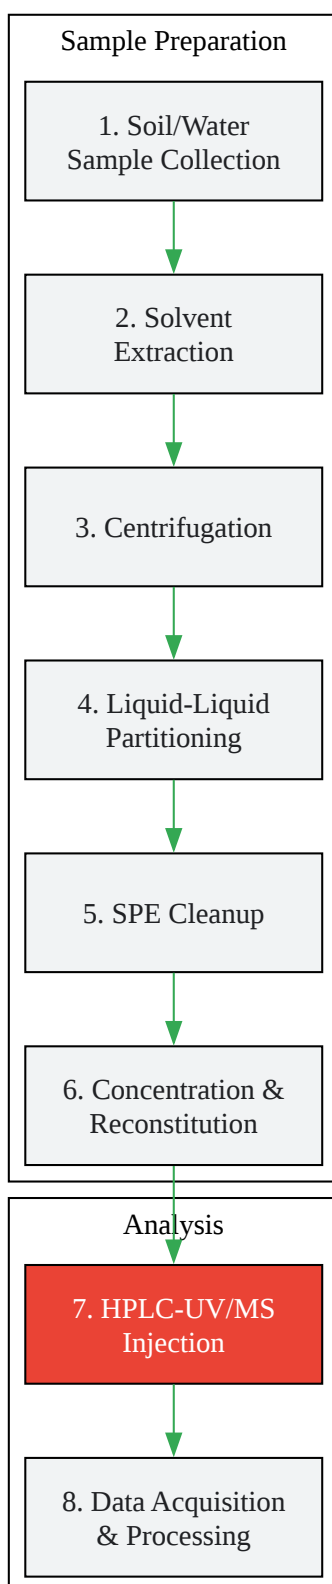 Sample Preparation
1. Soil/Water
Sample Collection
2. Solvent
Extraction
3. Centrifugation
4. Liquid-Liquid
Partitioning
5. SPE Cleanup
6. Concentration &
Reconstitution
Analysis
7. HPLC-UV/MS
Injection
8. Data Acquisition
& Processing